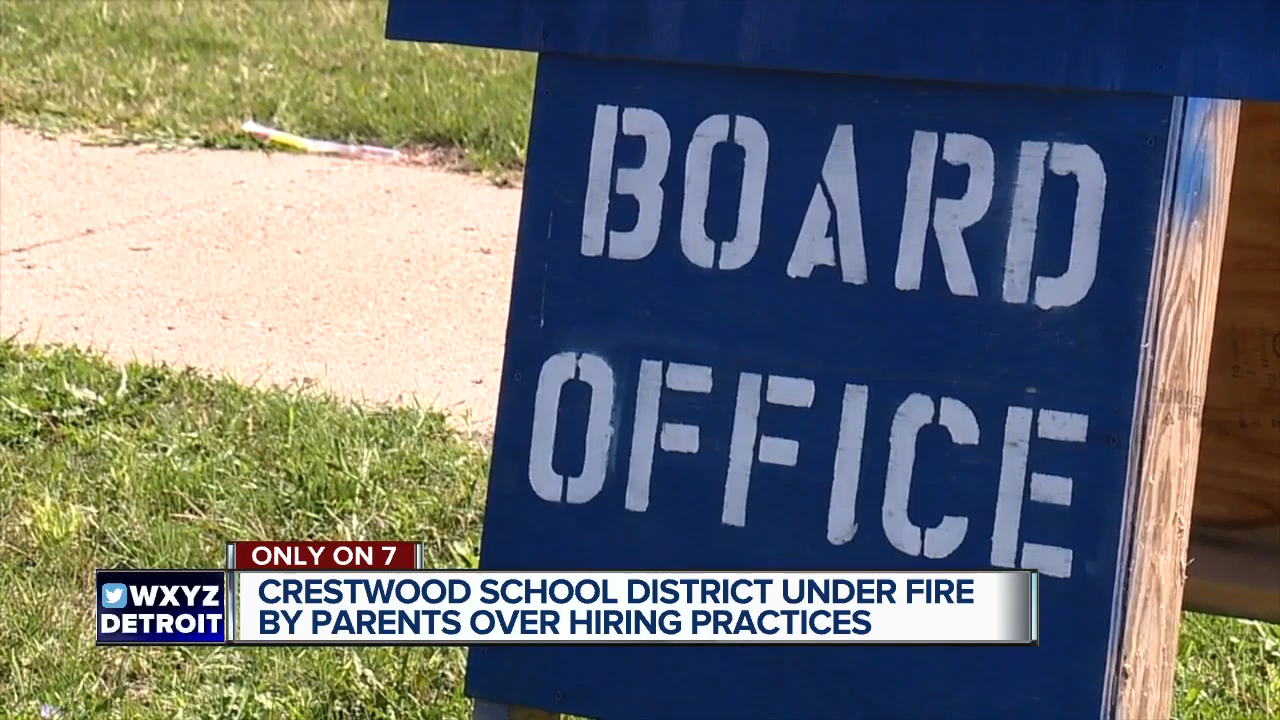 BOARD
OFFICE
ONLY ON 7
WXYZ
DETROIT
CRESTWOOD SCHOOL DISTRICT UNDER FIRE
BY PARENTS OVER HIRING PRACTICES